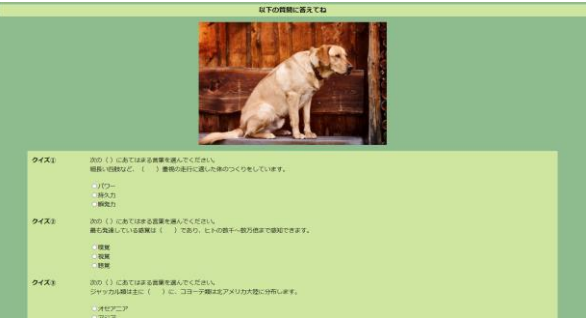 以下の質問に答えてね
クイズ①
次の（ ）にあてはまる言葉を選んでください。
細長い四肢など、（　　）重視の走行に適した体のつくりをしています。
パワー
持久力
瞬発力
クイズ②
次の（ ）にあてはまる言葉を選んでください。
最も発達している感覚は（　　）であり、ヒトの数千～数万倍まで感知できます。
嗅覚
視覚
聴覚
クイズ③
次の（ ）にあてはまる言葉を選んでください。
ジャッカル類は主に（　　）に、コヨーテ類は北アメリカ大陸に分布します。
オセアニア
アジア